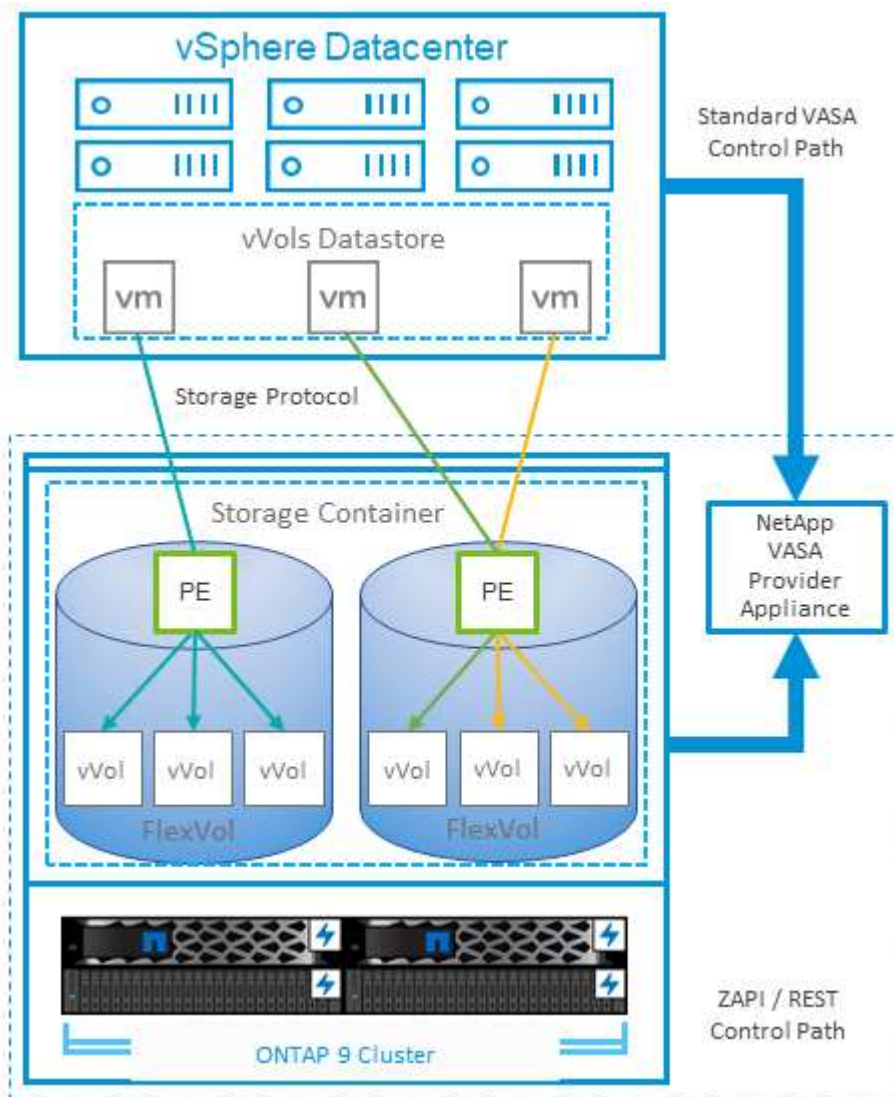 vSphere Datacenter
Standard VASA
Control Path
vVols Datastore
vm vm vm
Storage Protocol
Storage Container
NetApp
VASA
Provider
Appliance
PE PE
vVol vVol vVol vVol vVol vVol
FlexVol FlexVol
ZAPI / REST
Control Path
ONTAP 9 Cluster